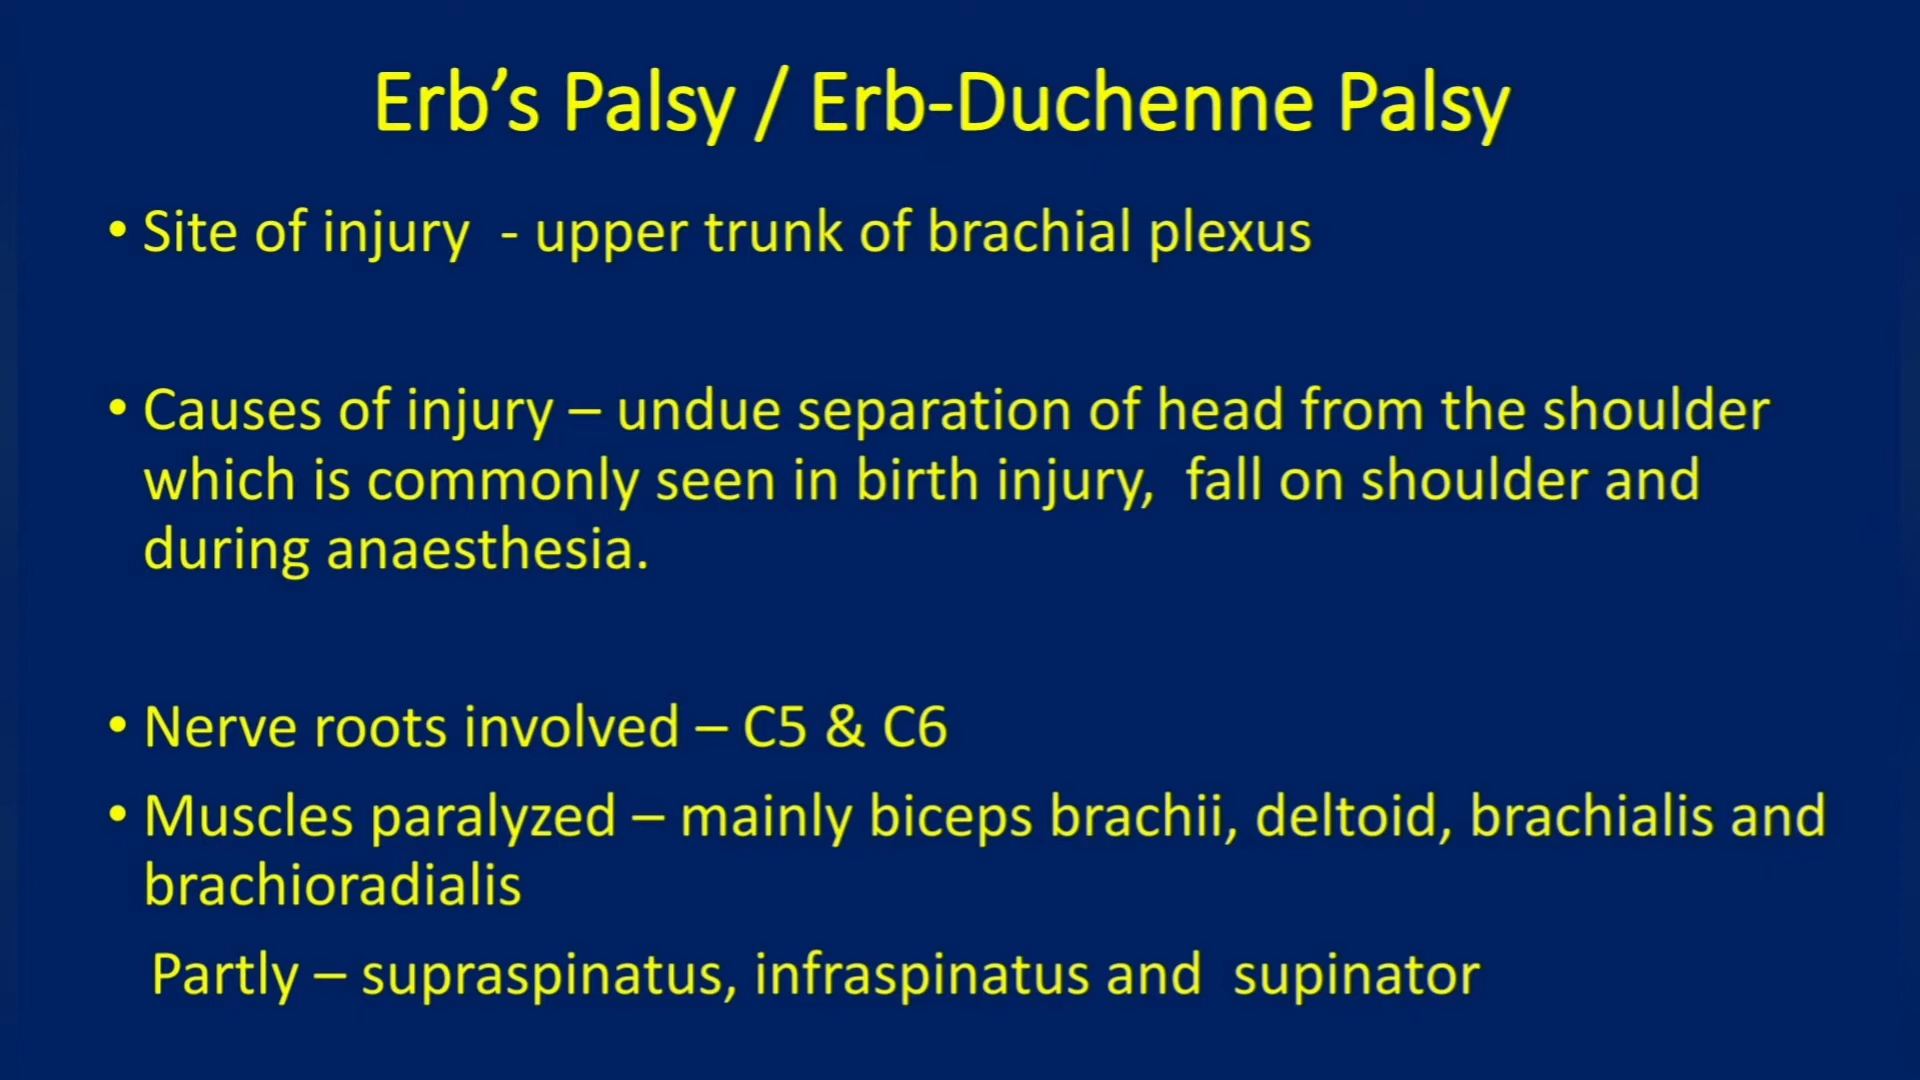 Erb’s Palsy / Erb-Duchenne Palsy
• Site of injury - upper trunk of brachial plexus
• Causes of injury – undue separation of head from the shoulder
which is commonly seen in birth injury, fall on shoulder and
during anaesthesia.
• Nerve roots involved – C5 & C6
• Muscles paralyzed – mainly biceps brachii, deltoid, brachialis and
brachioradialis
Partly – supraspinatus, infraspinatus and supinator